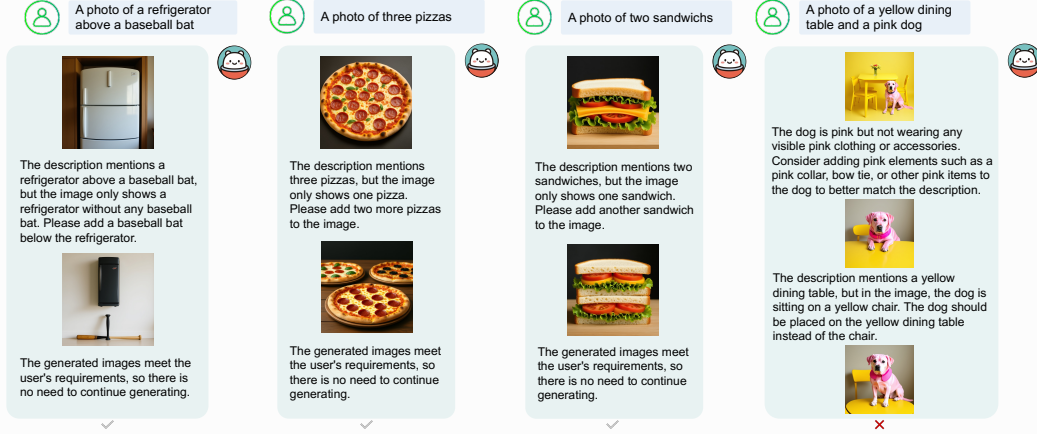 A photo of a refrigerator
above a baseball bat
The description mentions a
refrigerator above a baseball bat,
but the image only shows a
refrigerator without any baseball
bat. Please add a baseball bat
below the refrigerator.
The generated images meet the
user's requirements, so there is
no need to continue generating.
A photo of three pizzas
The description mentions
three pizzas, but the image
only shows one pizza.
Please add two more pizzas
to the image.
The generated images meet
the user's requirements, so
there is no need to continue
generating.
A photo of two sandwichs
The description mentions two
sandwiches, but the image
only shows one sandwich.
Please add another sandwich
to the image.
The generated images meet
the user's requirements, so
there is no need to continue
generating.
A photo of a yellow dining
table and a pink dog
The dog is pink but not wearing any
visible pink clothing or accessories.
Consider adding pink elements such as a
pink collar, bow tie, or other pink items to
the dog to better match the description.
The description mentions a yellow
dining table, but in the image, the dog is
sitting on a yellow chair. The dog should
be placed on the yellow dining table
instead of the chair.